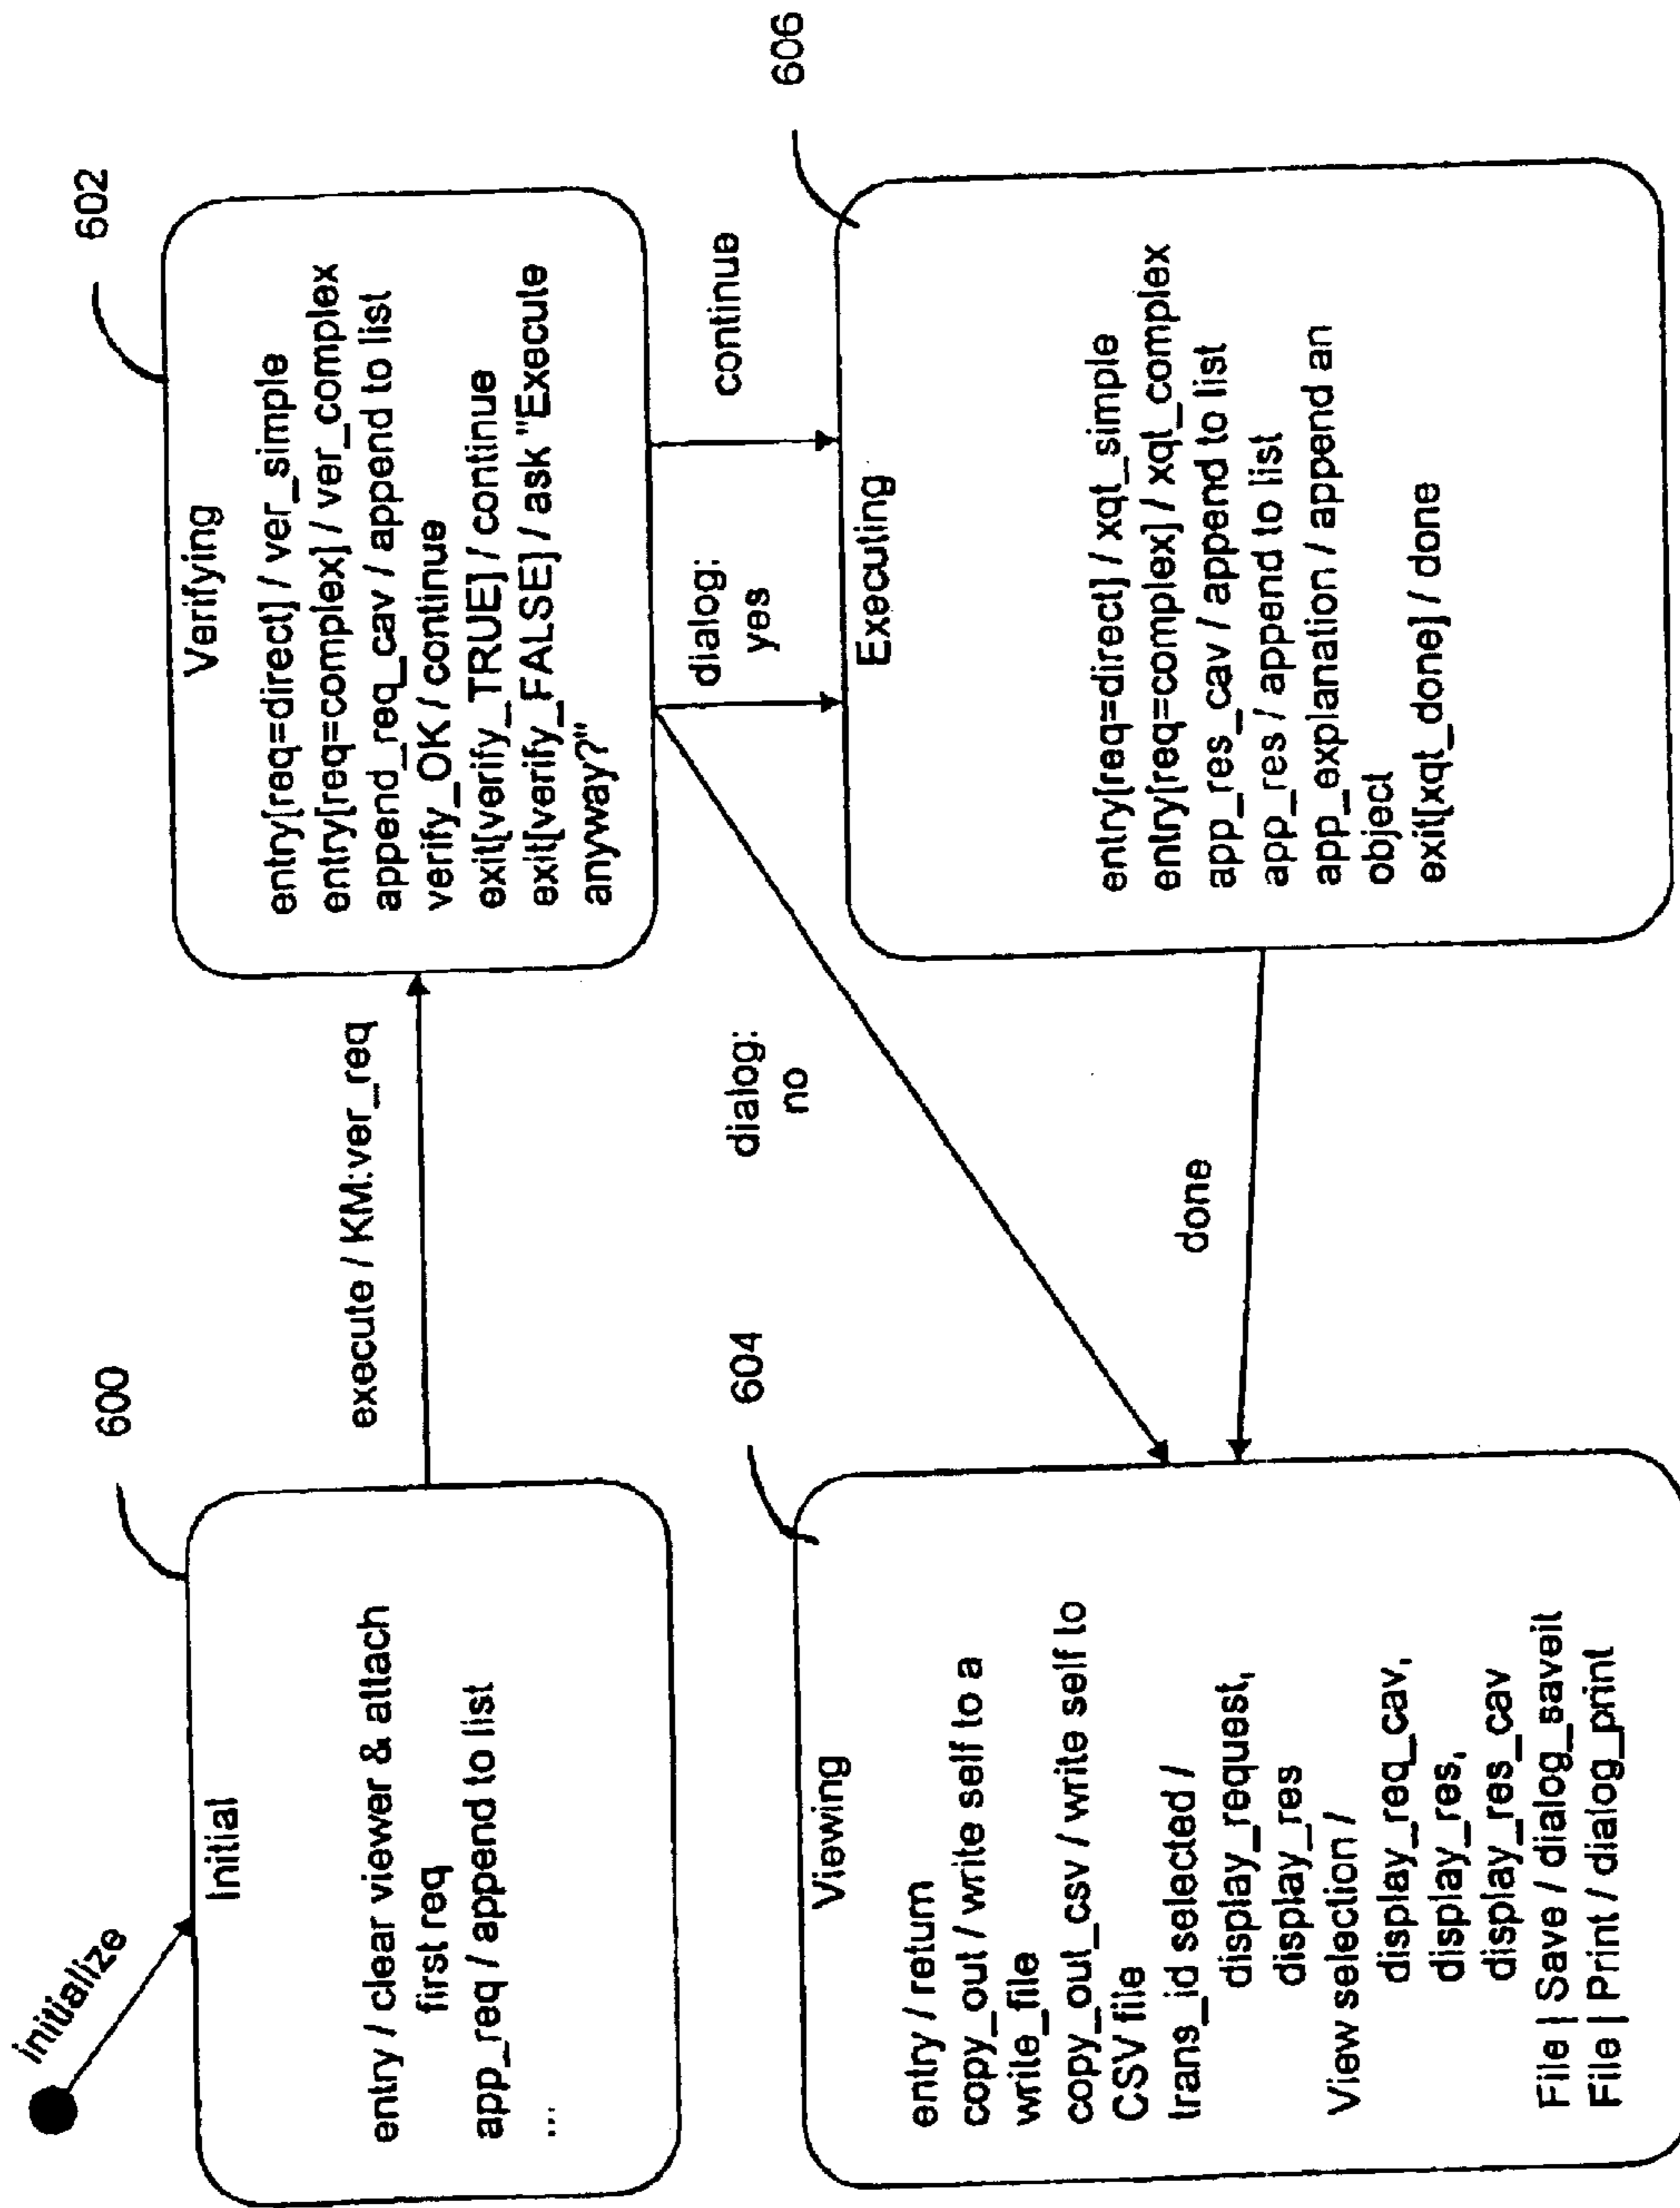 initialize
600
Initial
entry / clear viewer & attach
first req
app_req / append to list
...
execute / KM:ver_req
602
Verifying
entry[req=direct] / ver_simple
entry[req=complex] / ver_complex
append_req_cav / append to list
verify_OK / continue
exit[verify_TRUE] / continue
exit[verify_FALSE] / ask "Execute
anyway?"
dialog:
no
dialog:
yes
continue
604
Viewing
entry / return
copy_out / write self to a
write_file
copy_out_csv / write self to
CSV file
trans_id selected /
display_request,
display_res
View selection /
display_req_cav,
display_res,
display_res_cav
File | Save / dialog_saveit
File | Print / dialog_print
done
606
Executing
entry[req=direct] / xqt_simple
entry[req=complex] / xqt_complex
app_res_cav / append to list
app_res / append to list
app_explanation / append an
object
exit[xqt_done] / done